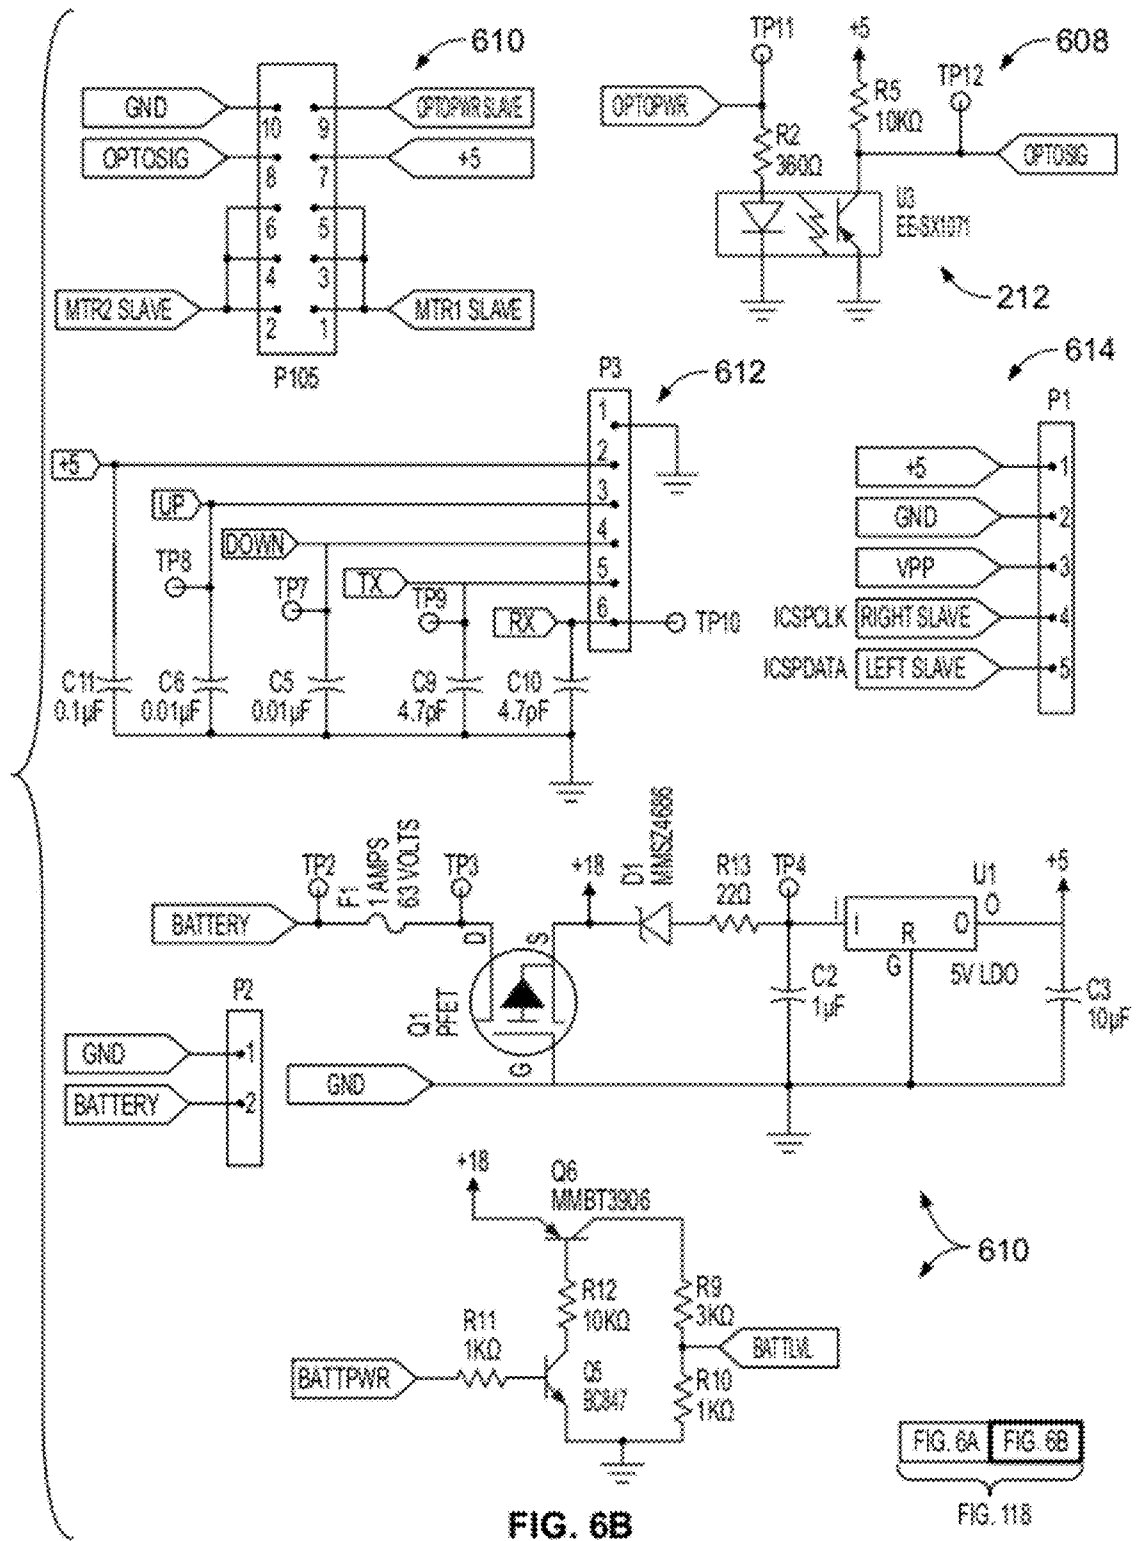 610
GND
OPTOPWR SLAVE
10
9
OPTOSIG
+5
8
7
6
5
4
3
MTR2 SLAVE
MTR1 SLAVE
2
1
P105
TP11
+5
608
TP12
OPTOPWR
R5
10KΩ
R2
360Ω
OPTOSIG
U3
EE-SX1071
212
P3
612
1
+5
2
UP
3
DOWN
4
TP8
TP7
TX
5
TP9
RX
6
TP10
C11
0.1µF
C6
0.01µF
C5
0.01µF
C9
4.7pF
C10
4.7pF
614
P1
+5
1
GND
2
VPP
3
ICSPCLK
RIGHT SLAVE
4
ICSPDATA
LEFT SLAVE
5
BATTERY
TP2
F1
1 AMPS
63 VOLTS
TP3
+18
D1
MMSZ4686
R13
22Ω
TP4
U1
+5
I
I
R
O
O
G
5V LDO
D
S
Q1
PFET
G
C2
1µF
C3
10µF
P2
GND
1
BATTERY
2
GND
+18
Q6
MMBT3906
610
R12
10KΩ
R9
3KΩ
R11
1KΩ
BATTPWR
Q5
BC847
BATTLVL
R10
1KΩ
FIG. 6A
FIG. 6B
FIG. 118
FIG. 6B